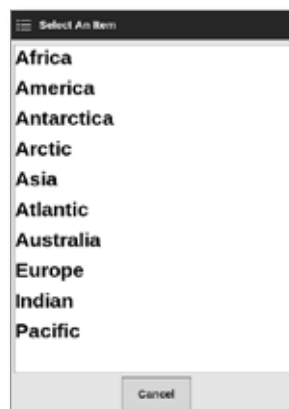 Select An Item
Africa
America
Antarctica
Arctic
Asia
Atlantic
Australia
Europe
Indian
Pacific
Cancel